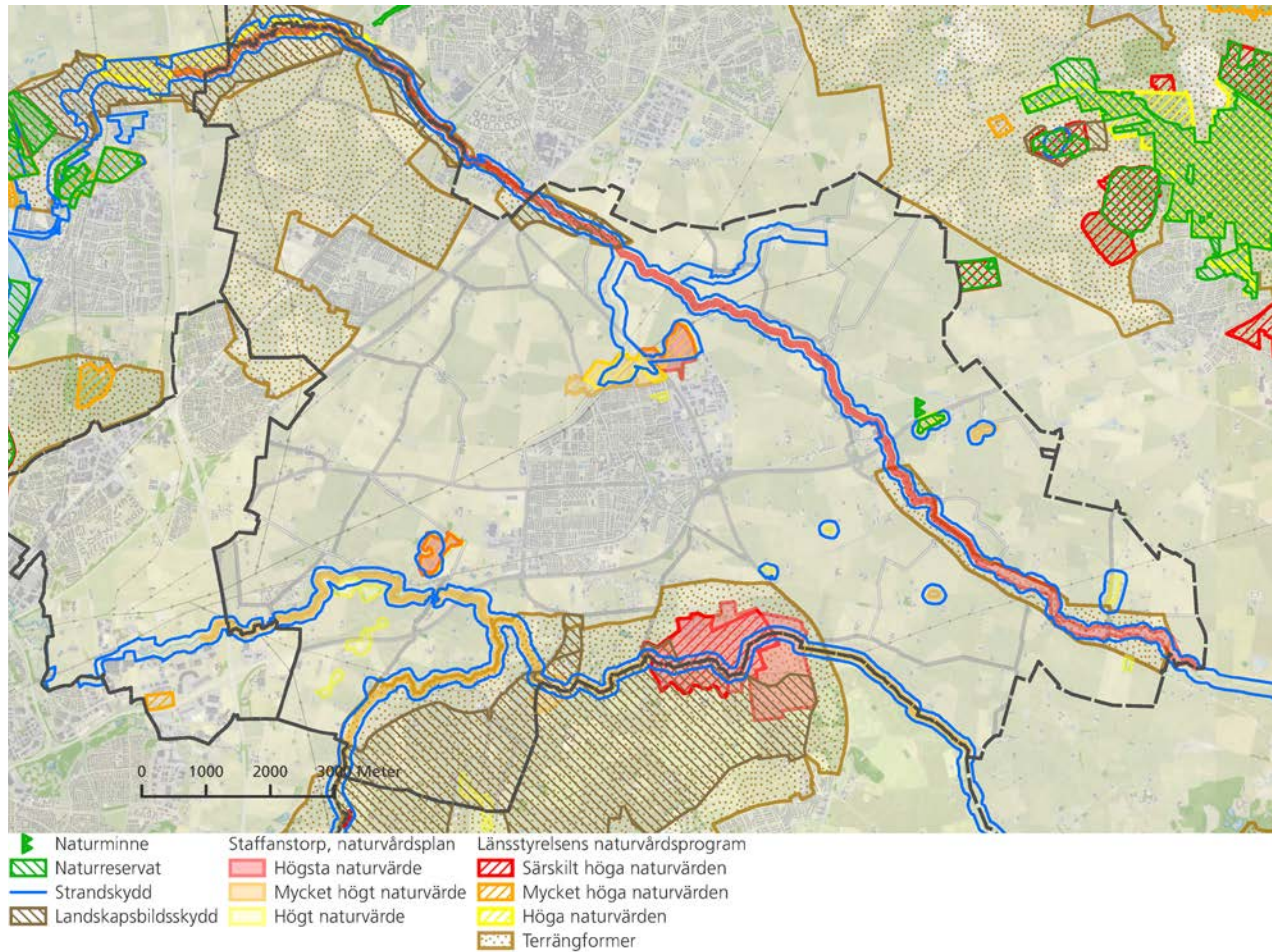 0 1000 2000 3000 Meter
Naturminne
Naturreservat
Strandskydd
Landskapsbildsskydd
Staffanstorp, naturvårdsplan
Högsta naturvärde
Mycket högt naturvärde
Högt naturvärde
Länsstyrelsens naturvårdsprogram
Särskilt höga naturvärden
Mycket höga naturvärden
Höga naturvärden
Terrängformer